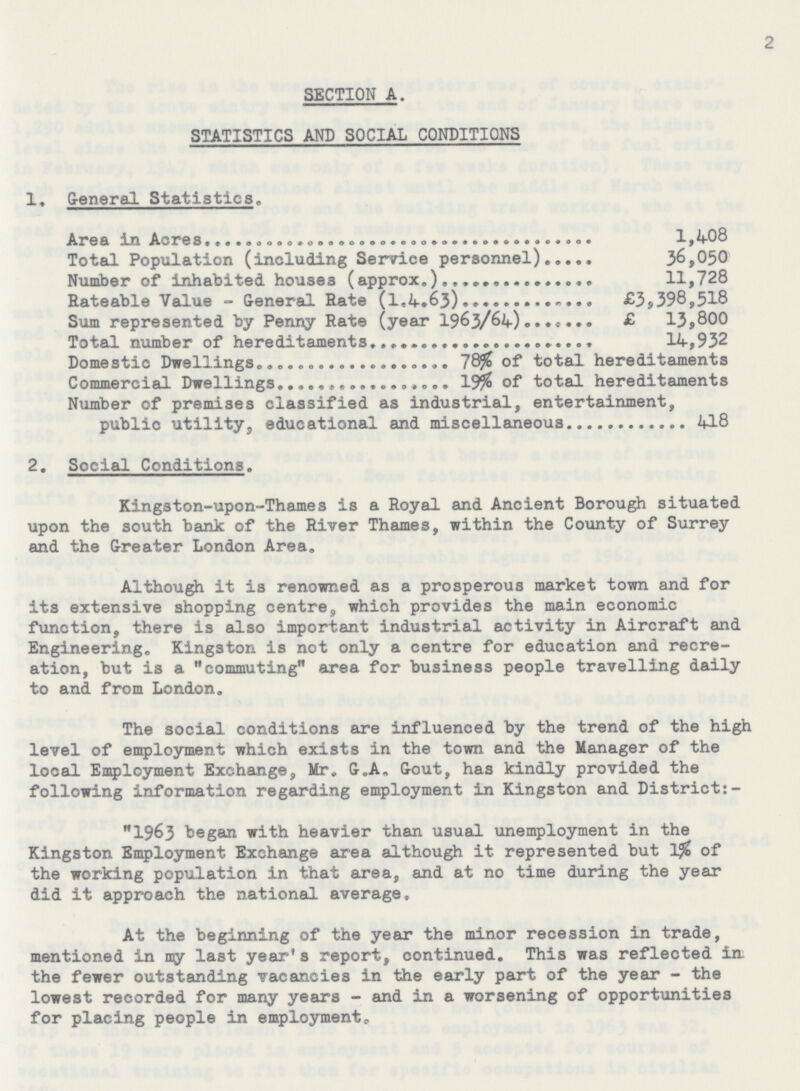 2
SECTION A.
STATISTICS AND SOCIAL CONDITIONS
1. General Statistics.
Area in Acres........................................ 1,408
Total Population (including Service personnel)..... 36,050
Number of inhabited houses (approx.)............... 11,728
Rateable Value - General Rate (1.4.63)............. £3,398,518
Sum represented by Penny Rate (year 1963/64)....... £ 13,800
Total number of hereditaments...................... 14,932
Domestic Dwellings................... 78% of total hereditaments
Commercial Dwellings................. 19% of total hereditaments
Number of premises classified as industrial, entertainment,
public utility, educational and miscellaneous............ 418
2. Social Conditions.
Kingston-upon-Thames is a Royal and Ancient Borough situated
upon the south bank of the River Thames, within the County of Surrey
and the Greater London Area.
Although it is renowned as a prosperous market town and for
its extensive shopping centre, which provides the main economic
function, there is also important industrial activity in Aircraft and
Engineering. Kingston is not only a centre for education and recre-
ation, but is a "commuting" area for business people travelling daily
to and from London.
The social conditions are influenced by the trend of the high
level of employment which exists in the town and the Manager of the
local Employment Exchange, Mr. G.A. Gout, has kindly provided the
following information regarding employment in Kingston and District:-
"1963 began with heavier than usual unemployment in the
Kingston Employment Exchange area although it represented but 1% of
the working population in that area, and at no time during the year
did it approach the national average.
At the beginning of the year the minor recession in trade,
mentioned in my last year's report, continued. This was reflected in
the fewer outstanding vacancies in the early part of the year - the
lowest recorded for many years - and in a worsening of opportunities
for placing people in employment.